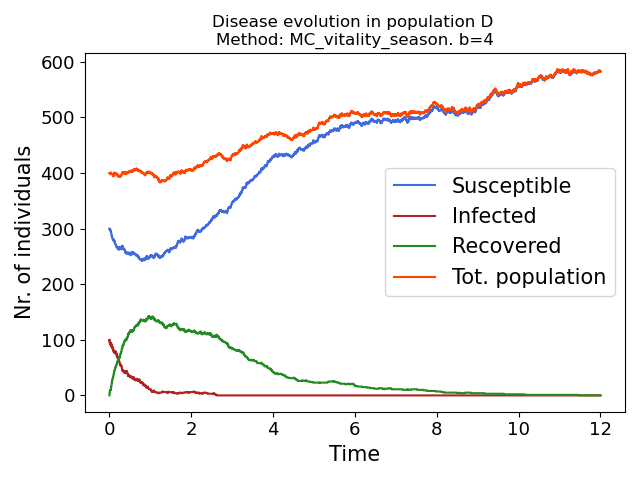 Disease evolution in population D
Method: MC_vitality_season. b=4
Nr. of individuals
600
500
400
300
200
100
0
Susceptible
Infected
Recovered
Tot. population
0 2 4 6 8 10 12
Time